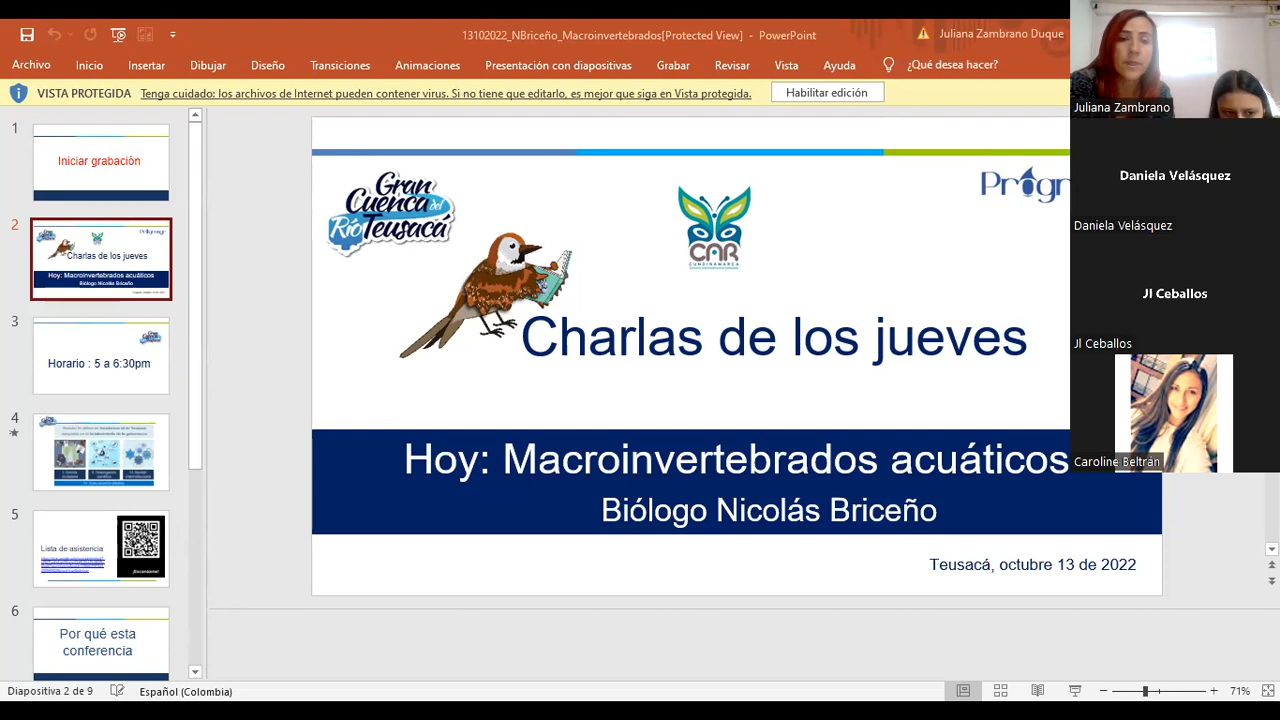 13102022_NBriceño_Macroinvertebrados[Protected View] - PowerPoint
Juliana Zambrano Duque
Archivo Inicio Insertar Dibujar Diseño Transiciones Animaciones Presentación con diapositivas Grabar Revisar Vista Ayuda ¿Qué desea hacer?
VISTA PROTEGIDA Tenga cuidado: los archivos de Internet pueden contener virus. Si no tiene que editarlo, es mejor que siga en Vista protegida. Habilitar edición
1
Iniciar grabación
2
Charlas de los jueves
Hoy: Macroinvertebrados acuáticos
Biólogo Nicolás Briceño
3
Horario : 5 a 6:30pm
4
5
Lista de asistencia
¡Escanéame!
6
Por qué esta
conferencia
Gran
Cuenca del
Río Teusacá
CAR
CUNDINAMARCA
Progr
Charlas de los jueves
Hoy: Macroinvertebrados acuáticos
Biólogo Nicolás Briceño
Teusacá, octubre 13 de 2022
Juliana Zambrano
Daniela Velásquez
Daniela Velásquez
Jl Ceballos
Jl Ceballos
Caroline Beltrán
Diapositiva 2 de 9 Español (Colombia) 71%